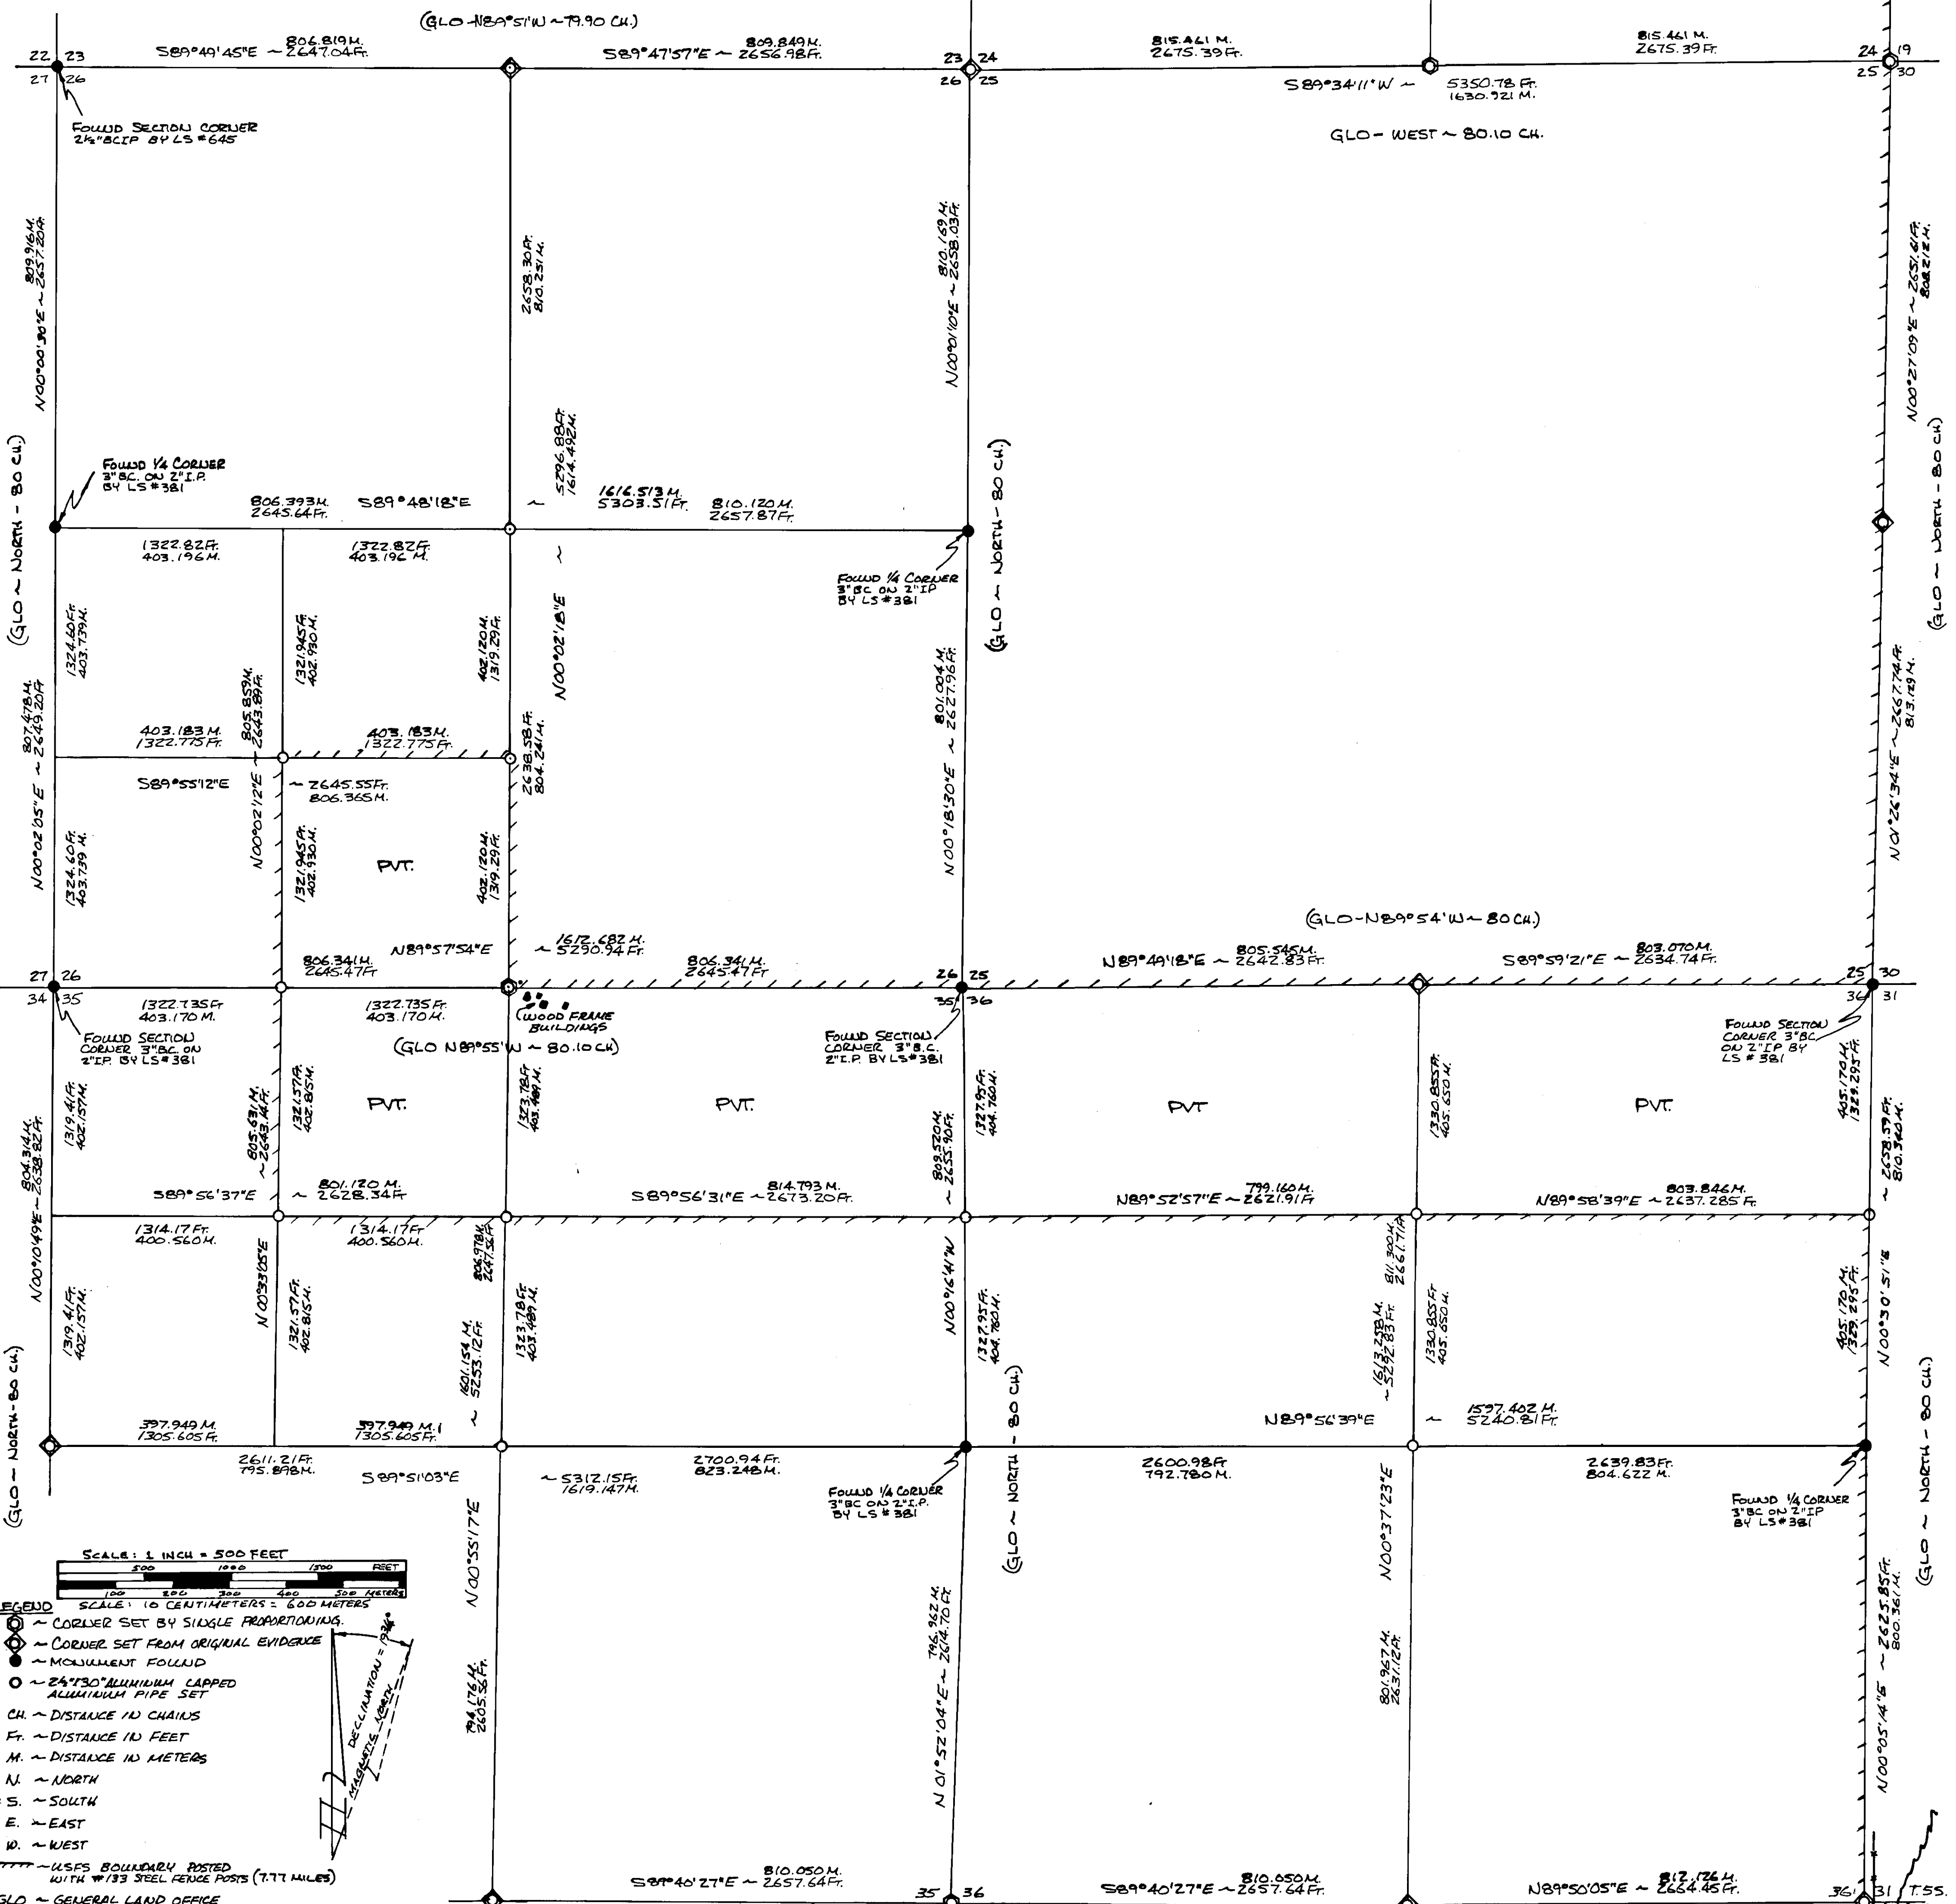 (GLO-N89°51'W ~ 79.90 CH.)
806.819M.
S89°49'45"E ~ 2647.04Ft.
809.849M.
S89°47'57"E ~ 2656.98Ft.
815.461 M.
2675.39Ft.
815.461 M.
2675.39Ft.
22 23
27 26
23 24
26 25
24 19
25 30
S89°34'11"W ~ 5350.78 Ft.
1630.921 M.
GLO - WEST ~ 80.10 CH.
FOUND SECTION CORNER
2½"BCIP BY LS #645
809.916M.
N00°00'30"E ~ 2657.20Ft.
2658.30Ft.
810.251 M.
810.169M.
N00°01'10"E ~ 2658.03Ft.
N00°27'09"E ~ 2651.61Ft.
808.212M.
(GLO ~ NORTH - 80 CH.)
(GLO ~ NORTH - 80 CH.)
(GLO ~ NORTH - 80 CH.)
FOUND ¼ CORNER
3"BC. ON 2"I.P.
BY LS #381
N00°02'18"E ~ 5296.88Ft.
1614.492M.
806.393M.
2645.64Ft.
S89°48'18"E ~ 1616.513 M.
5303.51Ft.
810.120M.
2657.87Ft.
1322.82Ft.
403.196M.
1322.82Ft.
403.196 M.
FOUND ¼ CORNER
3"BC ON 2"IP
BY LS #381
1324.60Ft.
403.739M.
1321.945Ft.
402.930M.
402.120M.
1319.29Ft.
807.478M.
N00°02'05"E ~ 2649.20Ft
805.859M.
N00°02'12"E ~ 2643.89Ft.
2638.58Ft.
804.241M.
801.004 M.
N00°18'30"E ~ 2627.96Ft.
N01°26'34"E ~ 2667.74Ft.
813.129 M.
403.183 M.
1322.775Ft.
403.183 M.
1322.775Ft.
S89°55'12"E ~ 2645.55Ft.
806.365M.
1324.60Ft.
403.739 M.
1321.945Ft.
402.930M.
PVT.
402.120M.
1319.29Ft.
(GLO-N89°54'W ~ 80 CH.)
N89°57'54"E ~ 1612.682 M.
5290.94Ft.
806.341M.
2645.47Ft
806.341M.
2645.47Ft.
805.545M.
N89°49'18"E ~ 2642.83Ft.
803.070M.
S89°59'21"E ~ 2634.74Ft.
27 26
34 35
26 25
35 36
25 30
36 31
1322.735Ft
403.170 M.
1322.735Ft.
403.170M.
WOOD FRAME
BUILDINGS
(GLO N89°55'W ~ 80.10 CH)
FOUND SECTION
CORNER 3"BC. ON
2"I.P. BY LS #381
FOUND SECTION
CORNER 3"B.C.
2"I.P. BY LS #381
FOUND SECTION
CORNER 3"BC
ON 2"IP BY
LS # 381
1319.41Ft.
402.157M.
1321.57Ft.
402.815M.
PVT.
1323.78Ft
403.489M.
PVT.
1327.95Ft
404.760M.
PVT
1330.855Ft.
405.650M.
PVT.
405.170M.
1329.295Ft.
804.314M.
N00°10'49"E ~ 2638.82Ft.
805.631 M.
N00°33'05"E ~ 2643.14Ft.
809.520M.
N00°16'41"W ~ 2655.90Ft.
N00°30'51"E ~ 2658.59Ft.
810.340M.
S89°56'37"E ~ 801.120 M.
2628.34Ft
814.793 M.
S89°56'31"E ~ 2673.20Ft.
799.160M.
N89°52'57"E ~ 2621.91Ft
803.846M.
N89°58'39"E ~ 2637.285 Ft.
1314.17Ft.
400.560M.
1314.17Ft
400.560M.
806.978M.
2647.56Ft.
811.300M.
2661.71Ft
1319.41Ft.
402.157M.
1321.57Ft.
402.815M.
1323.78Ft
403.489M.
1327.95Ft
404.760M.
1330.855Ft
405.650M.
405.170 M.
1329.295Ft.
1601.154 M.
N00°55'17"E ~ 5253.12Ft.
1613.258M.
N00°37'23"E ~ 5292.83Ft.
(GLO ~ NORTH - 80 CH.)
(GLO ~ NORTH - 80 CH.)
(GLO ~ NORTH - 80 CH.)
397.949 M.
1305.605Ft.
397.949 M.
1305.605Ft.
N89°56'39"E ~ 1597.402 M.
5240.81Ft.
2611.21Ft.
795.898M.
S89°51'03"E ~ 5312.15Ft.
1619.147M.
2700.94Ft.
823.248M.
2600.98Ft
792.780M.
2639.83Ft.
804.622 M.
FOUND ¼ CORNER
3"BC ON 2"I.P.
BY LS #381
FOUND ¼ CORNER
3"BC ON 2"IP
BY LS #381
SCALE: 1 INCH = 500 FEET
500 1000 1500 FEET
100 200 300 400 500 METERS
SCALE: 10 CENTIMETERS = 600 METERS
EGEND
~ CORNER SET BY SINGLE PROPORTIONING.
~ CORNER SET FROM ORIGINAL EVIDENCE
~ MONUMENT FOUND
~ 2½"x30" ALUMINUM CAPPED
ALUMINUM PIPE SET
CH. ~ DISTANCE IN CHAINS
Ft. ~ DISTANCE IN FEET
M. ~ DISTANCE IN METERS
N. ~ NORTH
S. ~ SOUTH
E. ~ EAST
W. ~ WEST
~ USFS BOUNDARY POSTED
WITH #133 STEEL FENCE POSTS (7.77 MILES)
GLO ~ GENERAL LAND OFFICE
DECLINATION =
MAGNETIC NORTH
794.176 M.
2605.56Ft.
796.962 M.
N01°52'04"E ~ 2614.70Ft.
801.967 M.
2631.12Ft.
N00°05'14"E ~ 2625.85Ft.
800.361 M.
810.050M.
S89°40'27"E ~ 2657.64Ft.
810.050M.
S89°40'27"E ~ 2657.64Ft.
812.126 M.
N89°50'05"E ~ 2664.45Ft.
35 36
36 31
T.5S.